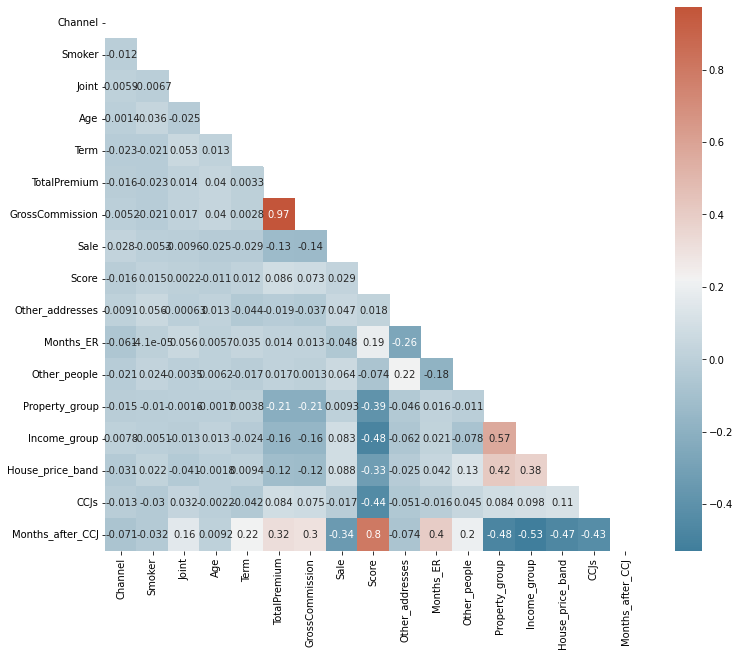 Channel
Smoker -0.012
Joint -0.0059 -0.0067
Age -0.0014 0.036 -0.025
Term -0.023 -0.021 0.053 0.013
TotalPremium -0.016 -0.023 0.014 0.04 0.0033
GrossCommission -0.0052 -0.021 0.017 0.04 0.0028 0.97
Sale 0.028 -0.0053 -0.0096 -0.025 -0.029 -0.13 -0.14
Score -0.016 0.015 0.0022 -0.011 0.012 0.086 0.073 0.029
Other_addresses 0.0091 0.056 -0.00063 0.013 -0.044 -0.019 -0.037 0.047 0.018
Months_ER -0.061 4.1e-05 0.056 0.0057 0.035 0.014 0.013 -0.048 0.19 -0.26
Other_people -0.021 0.024 -0.0035 0.0062 -0.017 0.017 0.0013 0.064 -0.074 0.22 -0.18
Property_group -0.015 -0.01 -0.0016 -0.0017 0.0038 -0.21 -0.21 0.0093 -0.39 -0.046 0.016 -0.011
Income_group 0.0078 0.0051 -0.013 0.013 -0.024 -0.16 -0.16 0.083 -0.48 -0.062 0.021 -0.078 0.57
House_price_band -0.031 0.022 -0.041 -0.0018 0.0094 -0.12 -0.12 0.088 -0.33 -0.025 0.042 0.13 0.42 0.38
CCJs -0.013 -0.03 0.032 -0.0022 -0.042 0.084 0.075 -0.017 -0.44 -0.051 -0.016 0.045 0.084 0.098 0.11
Months_after_CCJ -0.071 -0.032 0.16 0.0092 0.22 0.32 0.3 -0.34 0.8 -0.074 0.4 0.2 -0.48 -0.53 -0.47 -0.43
Channel
Smoker
Joint
Age
Term
TotalPremium
GrossCommission
Sale
Score
Other_addresses
Months_ER
Other_people
Property_group
Income_group
House_price_band
CCJs
Months_after_CCJ
0.8
0.6
0.4
0.2
0.0
−0.2
−0.4